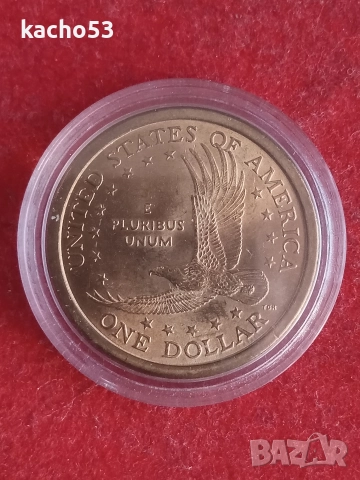 kacho53
UNITED STATES OF AMERICA
E
PLURIBUS
UNUM
ONE DOLLAR
BAZAR